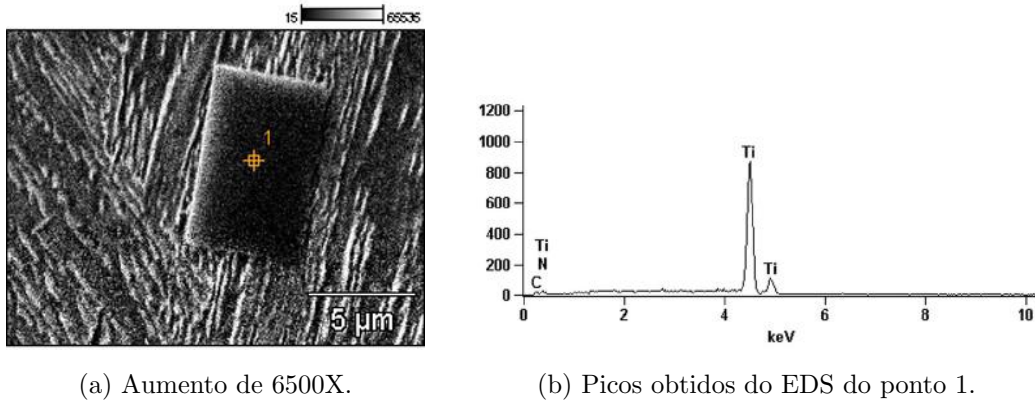 15 65535
1
5 µm
1200
1000
800
600
400
200
0
Ti
Ti
Ti
N
C
0 2 4 6 8 10
keV
(a) Aumento de 6500X.
(b) Picos obtidos do EDS do ponto 1.